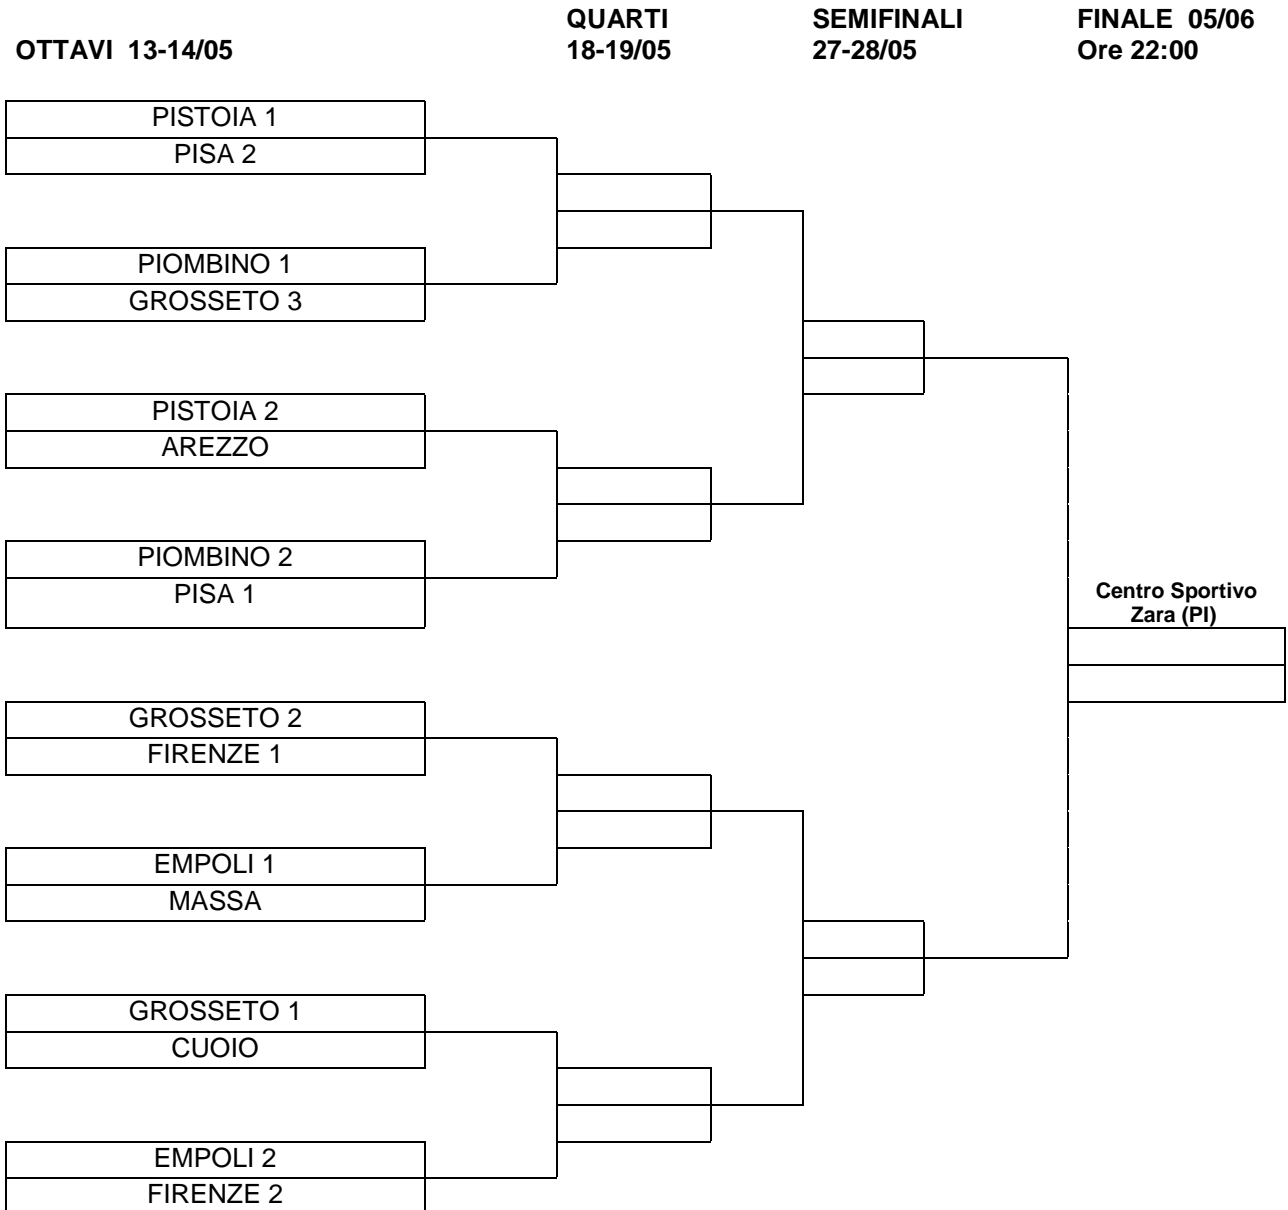 QUARTI SEMIFINALI FINALE 05/06
OTTAVI 13-14/05 18-19/05 27-28/05 Ore 22:00
PISTOIA 1
PISA 2
PIOMBINO 1
GROSSETO 3
PISTOIA 2
AREZZO
PIOMBINO 2
PISA 1
Centro Sportivo
Zara (PI)
GROSSETO 2
FIRENZE 1
EMPOLI 1
MASSA
GROSSETO 1
CUOIO
EMPOLI 2
FIRENZE 2